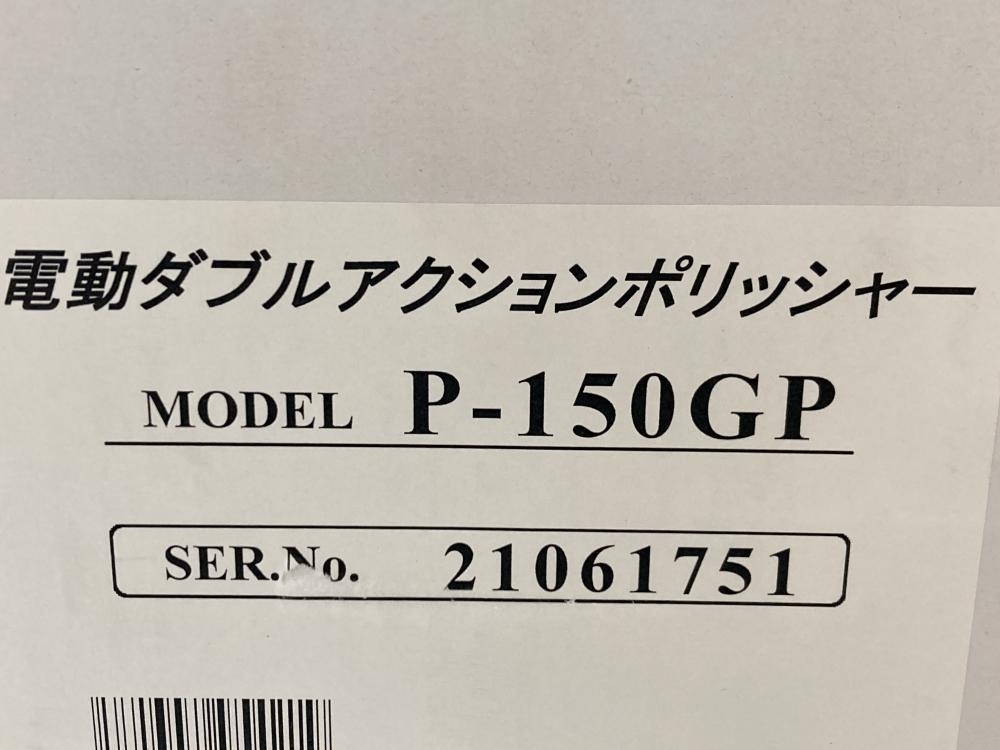 電動ダブルアクションポリッシャー
MODEL P-150GP
SER.No. 21061751